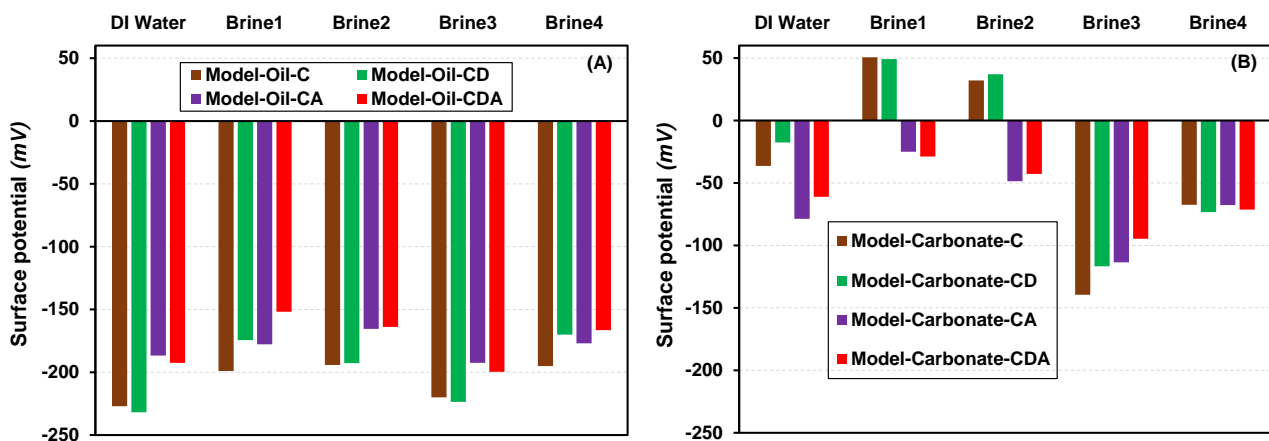 DI Water Brine1 Brine2 Brine3 Brine4
(A)
Model-Oil-C Model-Oil-CD
Model-Oil-CA Model-Oil-CDA
50
0
-50
-100
-150
-200
-250
Surface potential (mV)
DI Water Brine1 Brine2 Brine3 Brine4
(B)
50
0
-50
-100
-150
-200
-250
Surface potential (mV)
Model-Carbonate-C
Model-Carbonate-CD
Model-Carbonate-CA
Model-Carbonate-CDA